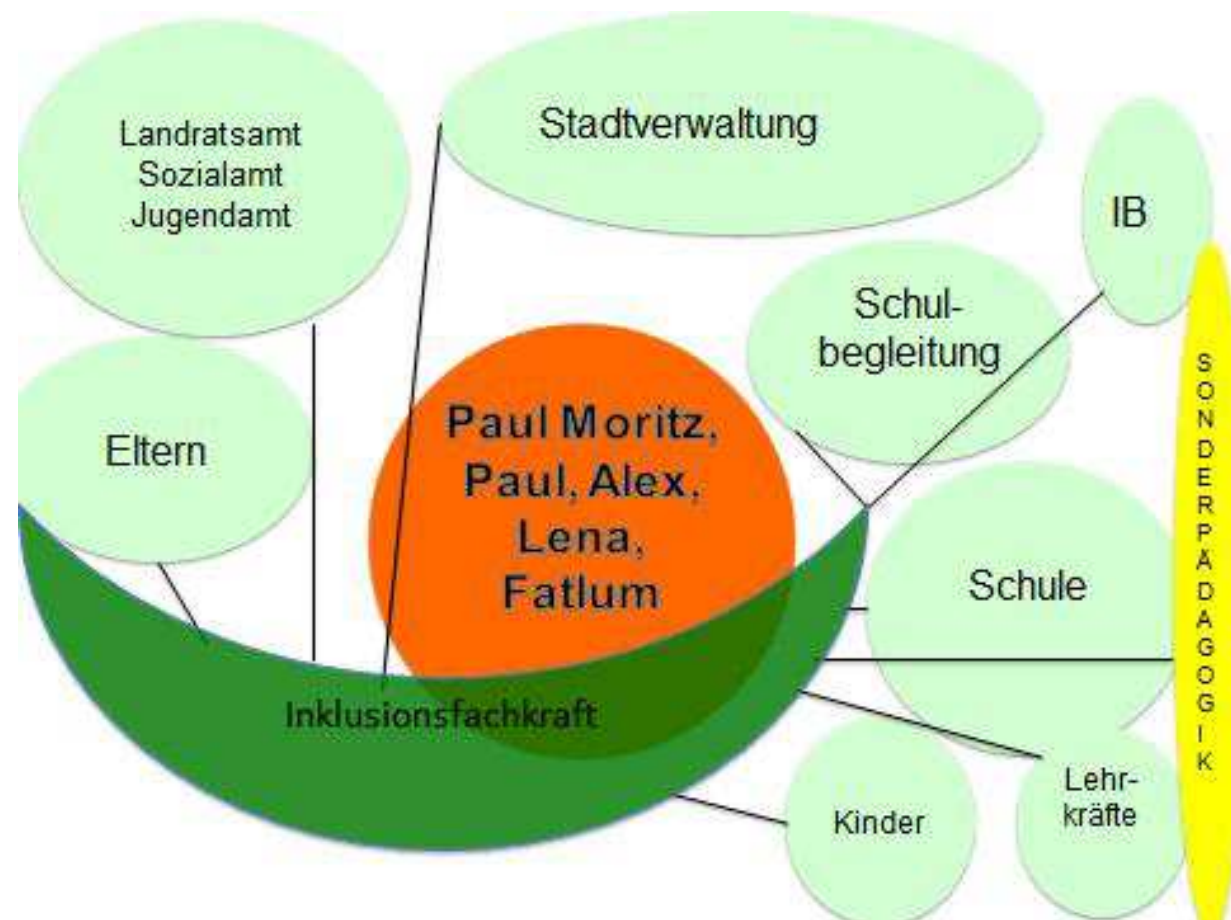 Landratsamt
Sozialamt
Jugendamt
Stadtverwaltung
IB
Schul-
begleitung
Eltern
Paul Moritz,
Paul, Alex,
Lena,
Fatlum
Schule
Inklusionsfachkraft
Kinder
Lehr-
kräfte
SONDERPÄDAGOGIK